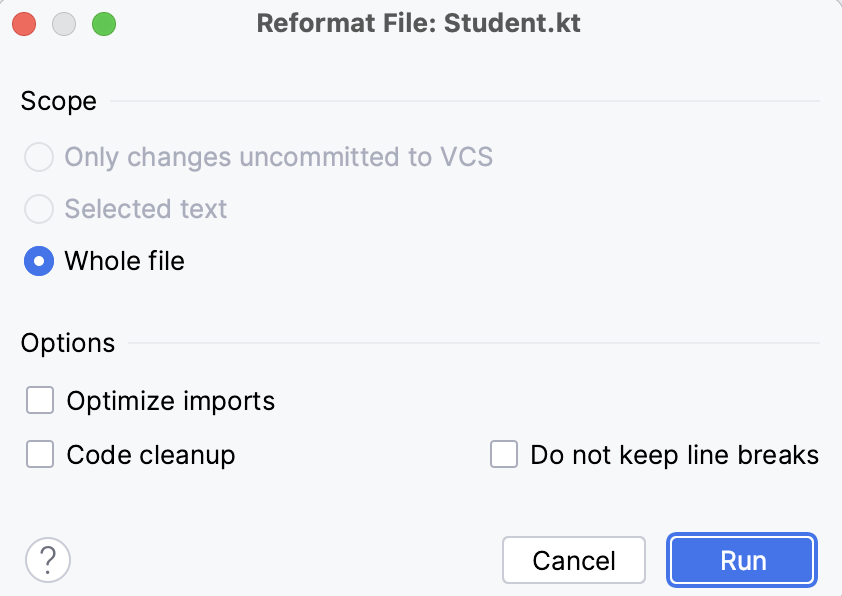 Reformat File: Student.kt
Scope
Only changes uncommitted to VCS
Selected text
Whole file
Options
Optimize imports
Code cleanup
Do not keep line breaks
?
Cancel
Run